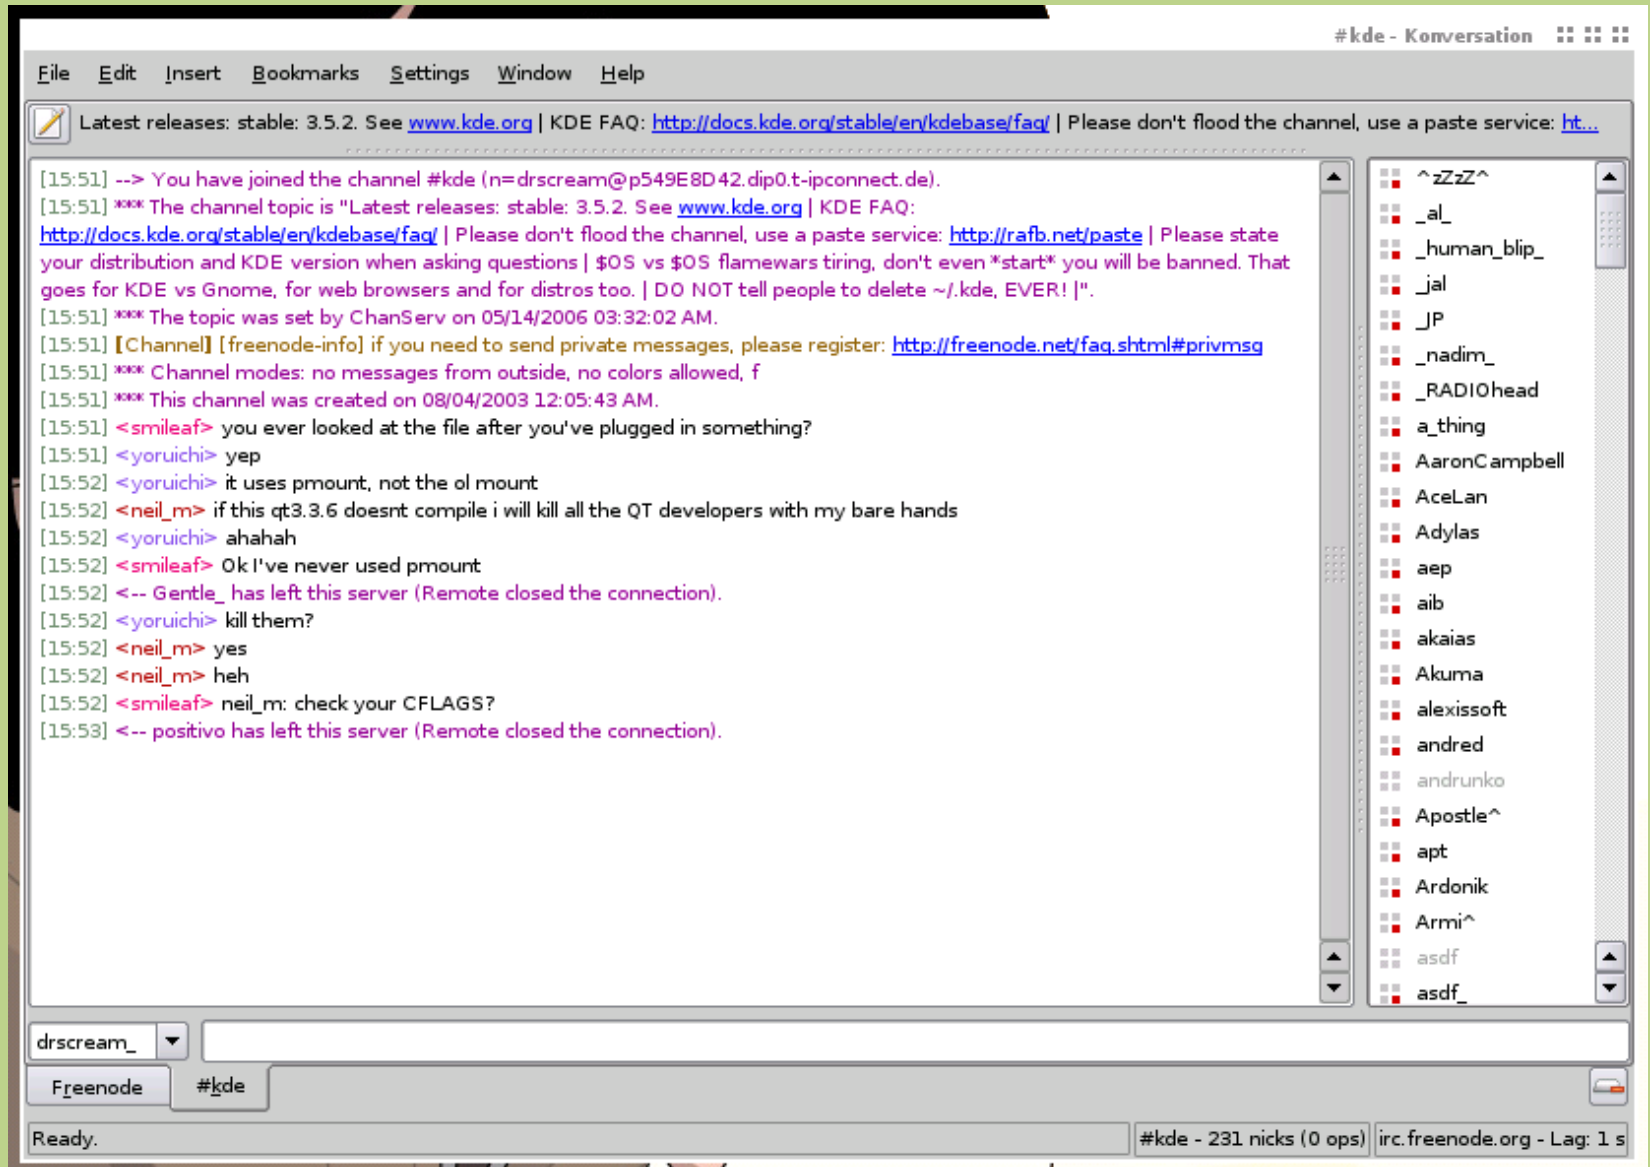 #kde - Konversation
File Edit Insert Bookmarks Settings Window Help
Latest releases: stable: 3.5.2. See www.kde.org | KDE FAQ: http://docs.kde.org/stable/en/kdebase/faq/ | Please don't flood the channel, use a paste service: ht...
[15:51] --> You have joined the channel #kde (n=drscream@p549E8D42.dip0.t-ipconnect.de).
[15:51] *** The channel topic is "Latest releases: stable: 3.5.2. See www.kde.org | KDE FAQ:
http://docs.kde.org/stable/en/kdebase/faq/ | Please don't flood the channel, use a paste service: http://rafb.net/paste | Please state
your distribution and KDE version when asking questions | $OS vs $OS flamewars tiring, don't even *start* you will be banned. That
goes for KDE vs Gnome, for web browsers and for distros too. | DO NOT tell people to delete ~/.kde, EVER! |".
[15:51] *** The topic was set by ChanServ on 05/14/2006 03:32:02 AM.
[15:51] [Channel] [freenode-info] if you need to send private messages, please register: http://freenode.net/faq.shtml#privmsg
[15:51] *** Channel modes: no messages from outside, no colors allowed, f
[15:51] *** This channel was created on 08/04/2003 12:05:43 AM.
[15:51] <smileaf> you ever looked at the file after you've plugged in something?
[15:51] <yoruichi> yep
[15:52] <yoruichi> it uses pmount, not the ol mount
[15:52] <neil_m> if this qt3.3.6 doesnt compile i will kill all the QT developers with my bare hands
[15:52] <yoruichi> ahahah
[15:52] <smileaf> Ok I've never used pmount
[15:52] <-- Gentle_ has left this server (Remote closed the connection).
[15:52] <yoruichi> kill them?
[15:52] <neil_m> yes
[15:52] <neil_m> heh
[15:52] <smileaf> neil_m: check your CFLAGS?
[15:53] <-- positivo has left this server (Remote closed the connection).
^zZzZ^
_al_
_human_blip_
_jal
_JP
_nadim_
_RADIOhead
a_thing
AaronCampbell
AceLan
Adylas
aep
aib
akaias
Akuma
alexissoft
andred
andrunko
Apostle^
apt
Ardonik
Armi^
asdf
asdf_
drscream_
Freenode #kde
Ready. #kde - 231 nicks (0 ops) irc.freenode.org - Lag: 1 s